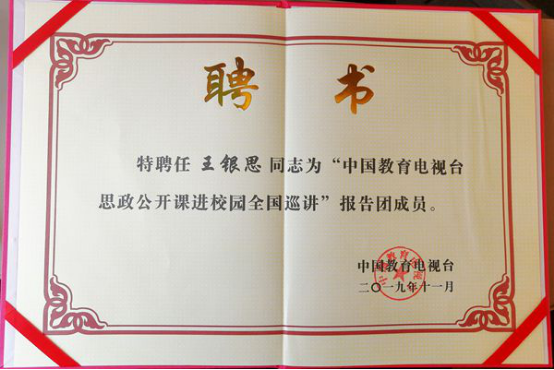 聘 书
特聘任 王银思 同志为“中国教育电视台
思政公开课进校园全国巡讲”报告团成员。
中国教育电视台
二〇一九年十一月